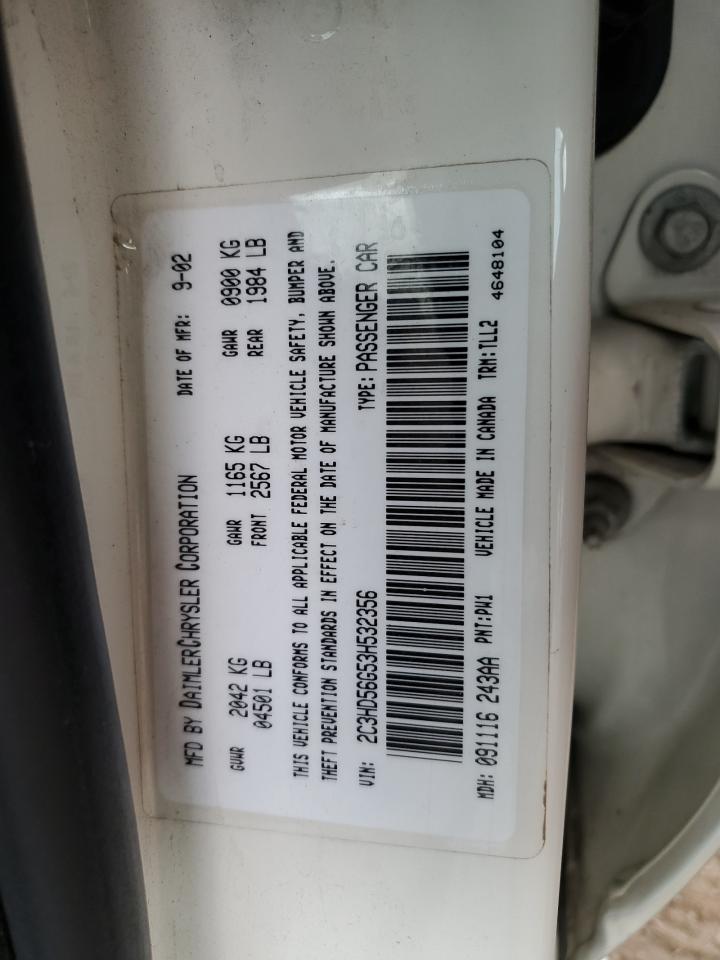 MFD BY DAIMLERCHRYSLER CORPORATION DATE OF MFR: 9-02
GVWR 2042 KG GAWR 1165 KG GAWR 0900 KG
04501 LB FRONT 2567 LB REAR 1984 LB
THIS VEHICLE CONFORMS TO ALL APPLICABLE FEDERAL MOTOR VEHICLE SAFETY, BUMPER AND
THEFT PREVENTION STANDARDS IN EFFECT ON THE DATE OF MANUFACTURE SHOWN ABOVE.
VIN: 2C3HD56G53H532356 TYPE: PASSENGER CAR
MDH: 091116 243AA PNT:PW1 VEHICLE MADE IN CANADA TRM:TLL2
4648104